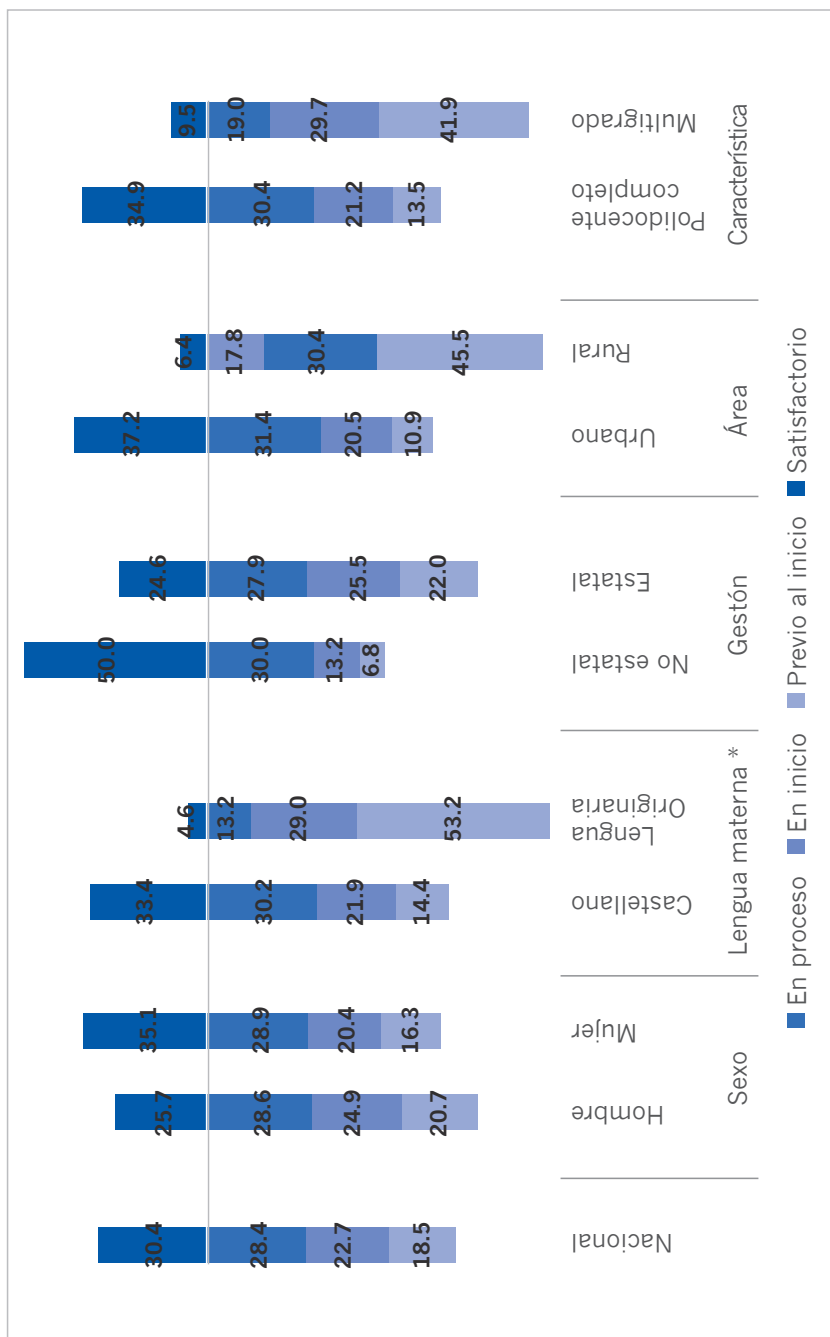 30.4
28.4
22.7
18.5
25.7
28.6
24.9
20.7
35.1
28.9
20.4
16.3
33.4
30.2
21.9
14.4
4.6
13.2
29.0
53.2
50.0
30.0
13.2
6.8
24.6
27.9
25.5
22.0
37.2
31.4
20.5
10.9
6.4
17.8
30.4
45.5
34.9
30.4
21.2
13.5
9.5
19.0
29.7
41.9
Nacional
Hombre
Mujer
Castellano
Lengua
Originaria
No estatal
Estatal
Urbano
Rural
Polidocente
completo
Multigrado
Sexo
Lengua materna *
Gestón
Área
Característica
En proceso
En inicio
Previo al inicio
Satisfactorio